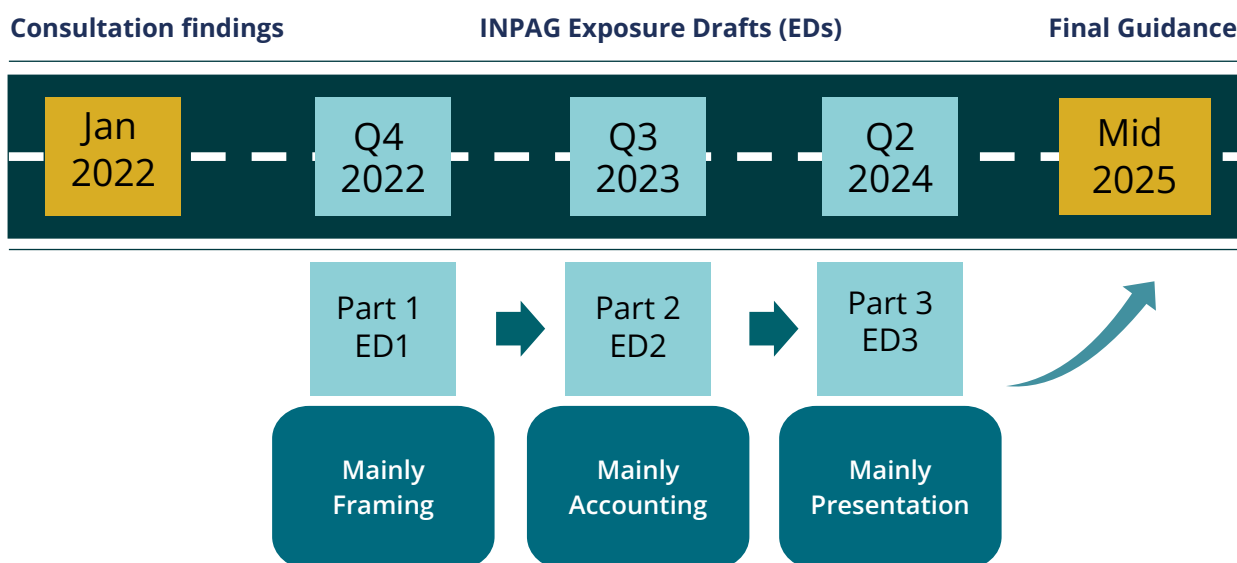 Consultation findings
INPAG Exposure Drafts (EDs)
Final Guidance
Jan
2022
Q4
2022
Q3
2023
Q2
2024
Mid
2025
Part 1
ED1
Part 2
ED2
Part 3
ED3
Mainly
Framing
Mainly
Accounting
Mainly
Presentation